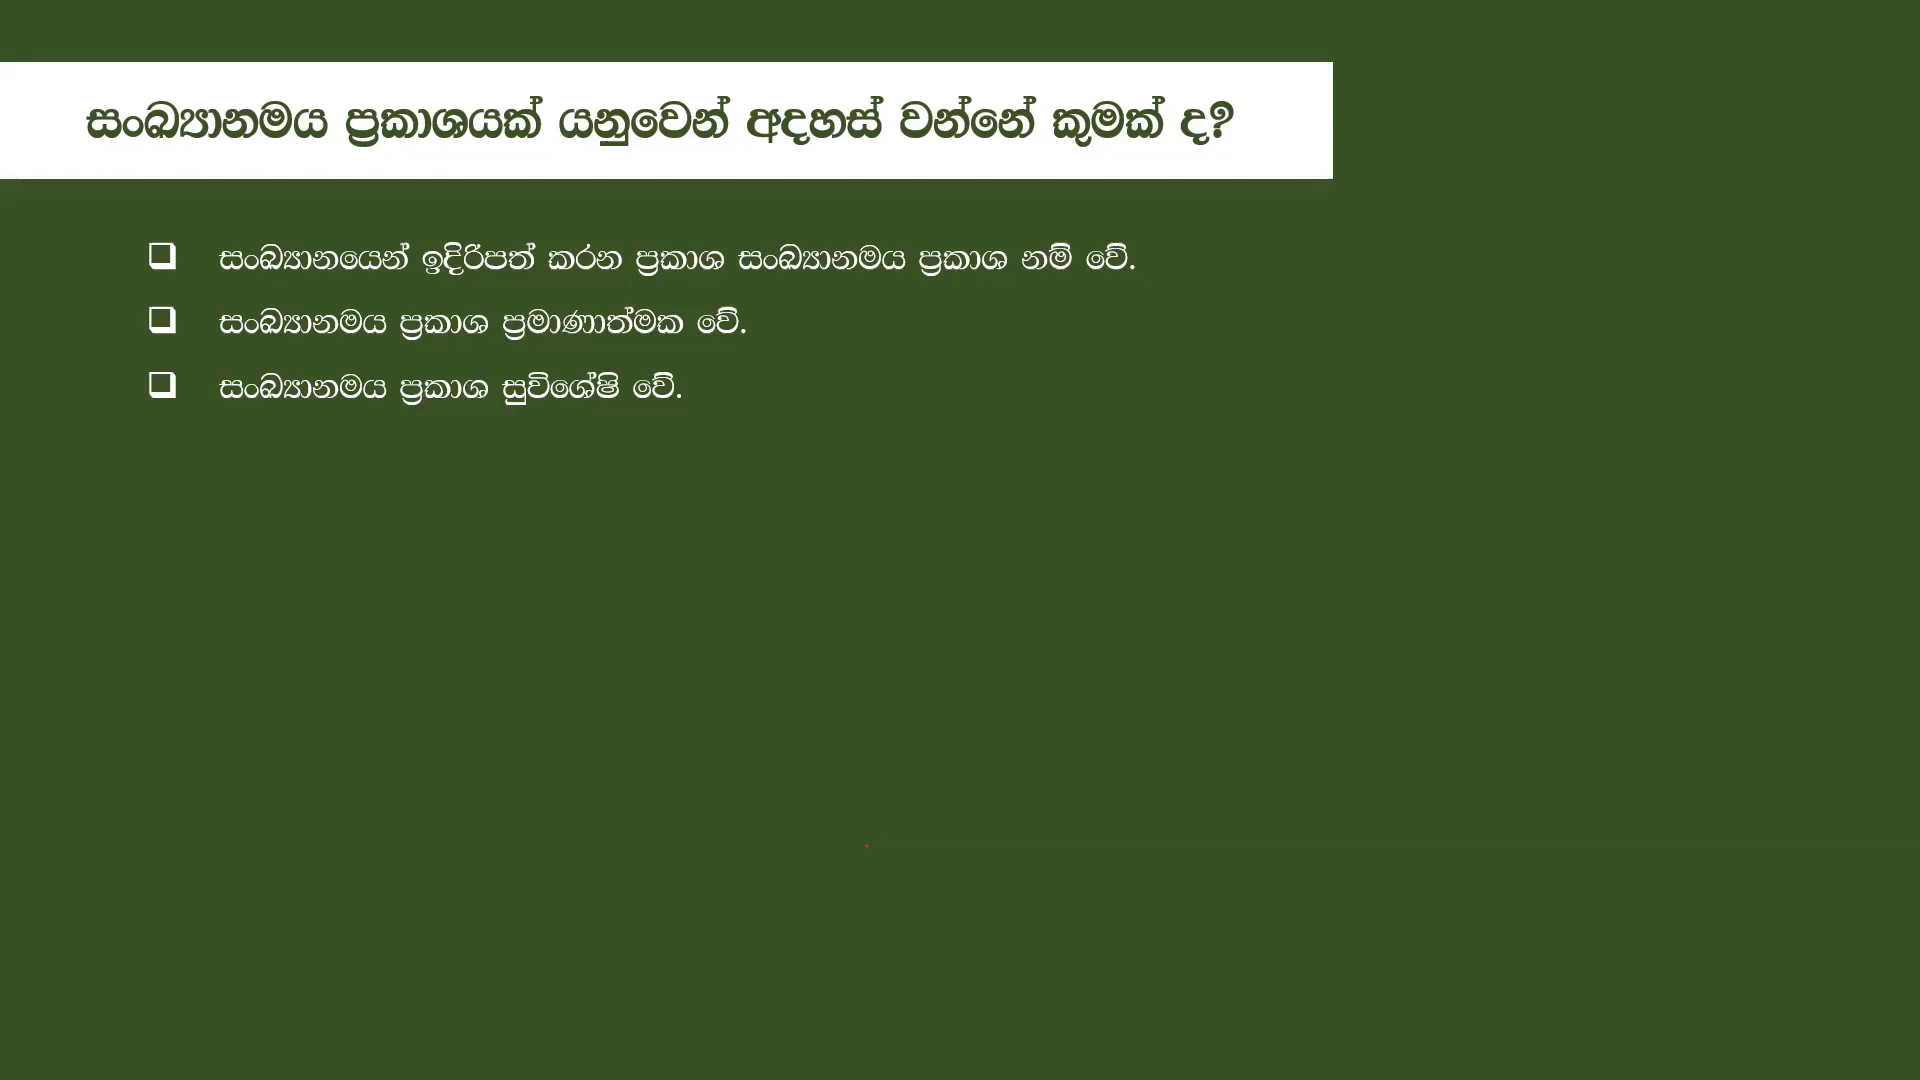 සංඛ්‍යානමය ප්‍රකාශයක් යනුවෙන් අදහස් වන්නේ කුමක් ද?
සංඛ්‍යානයෙන් ඉදිරිපත් කරන ප්‍රකාශ සංඛ්‍යානමය ප්‍රකාශ නම් වේ.
සංඛ්‍යානමය ප්‍රකාශ ප්‍රමාණාත්මක වේ.
සංඛ්‍යානමය ප්‍රකාශ සුවිශේෂි වේ.